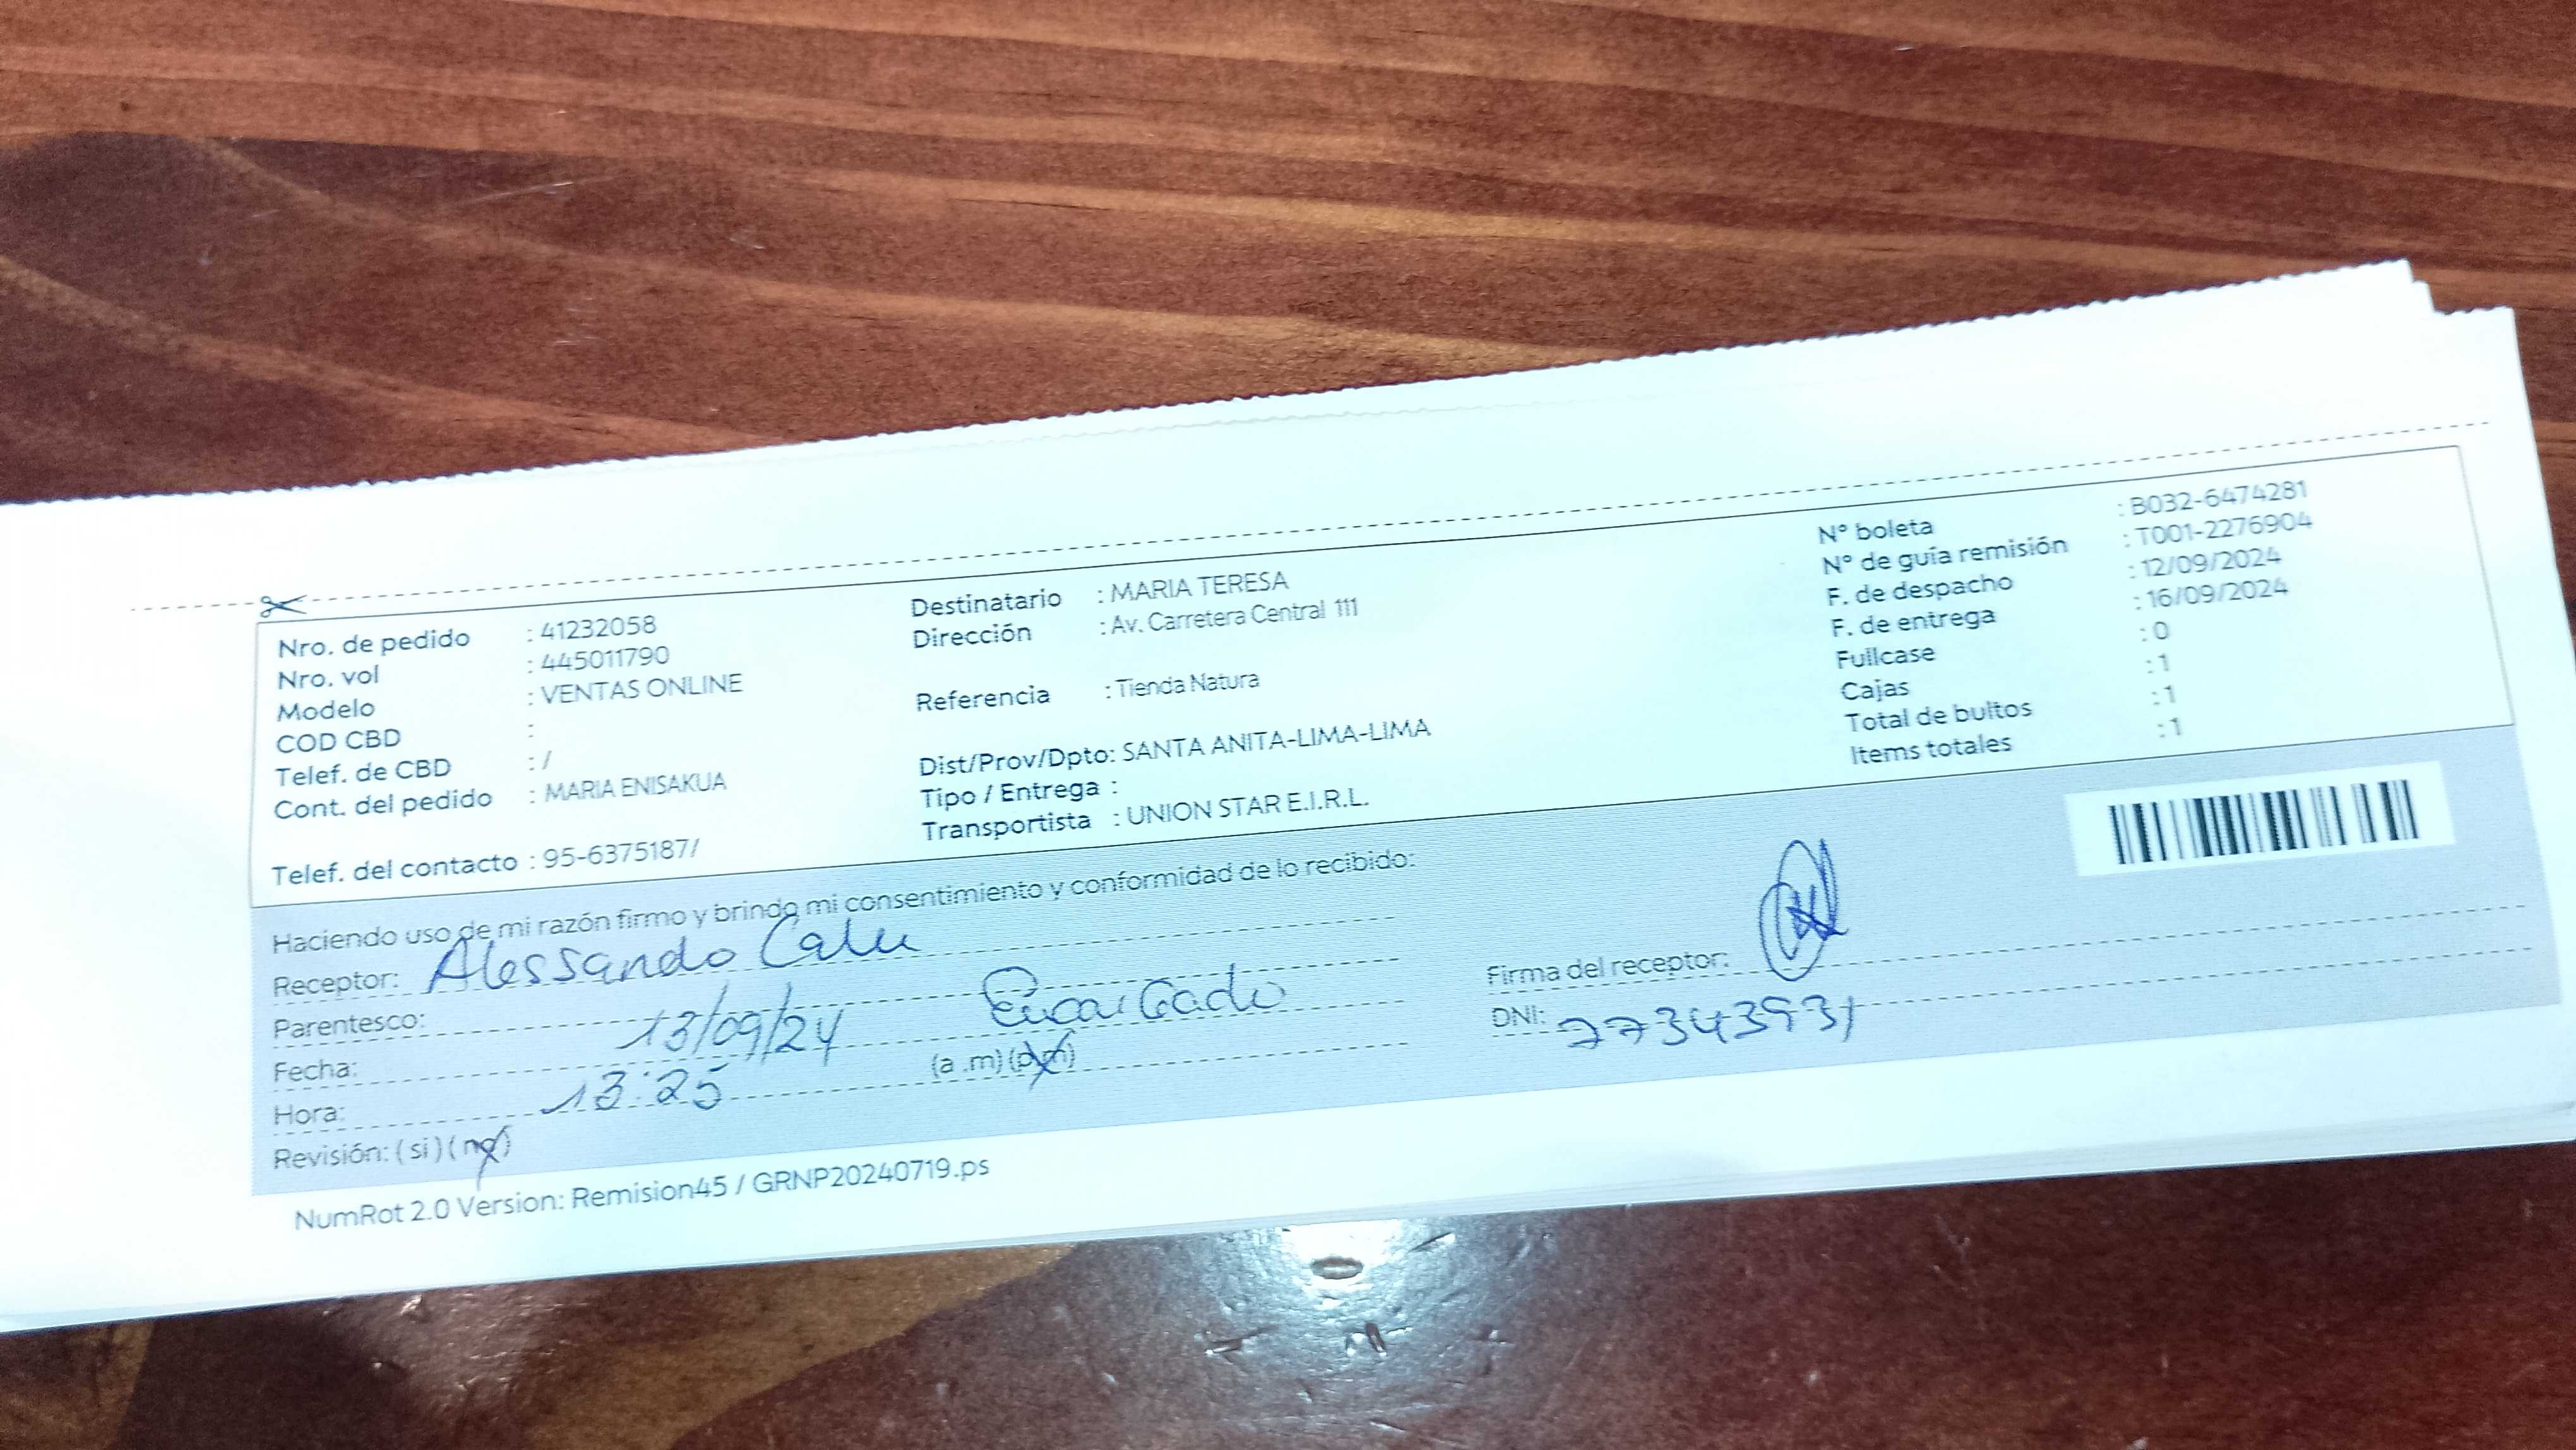 Nro. de pedido : 41232058
Nro. vol : 445011790
Modelo : VENTAS ONLINE
COD CBD :
Telef. de CBD : /
Cont. del pedido : MARIA ENISAKUA
Telef. del contacto : 95-6375187/
Destinatario : MARIA TERESA
Dirección : Av. Carretera Central 111
Referencia : Tienda Natura
Dist/Prov/Dpto: SANTA ANITA-LIMA-LIMA
Tipo / Entrega :
Transportista : UNION STAR E.I.R.L.
N° boleta : B032-6474281
N° de guía remisión : T001-2276904
F. de despacho : 12/09/2024
F. de entrega : 16/09/2024
Fullcase : 0
Cajas : 1
Total de bultos : 1
Items totales : 1
Haciendo uso de mi razón firmo y brindo mi consentimiento y conformidad de lo recibido:
Receptor: Alessando
Parentesco: Encargado
Fecha: 13/09/24
Hora: 13:25 (a .m) (p.m)
Revisión: ( si ) ( no )
Firma del receptor:
DNI: 77343931
NumRot 2.0 Version: Remision45 / GRNP20240719.ps